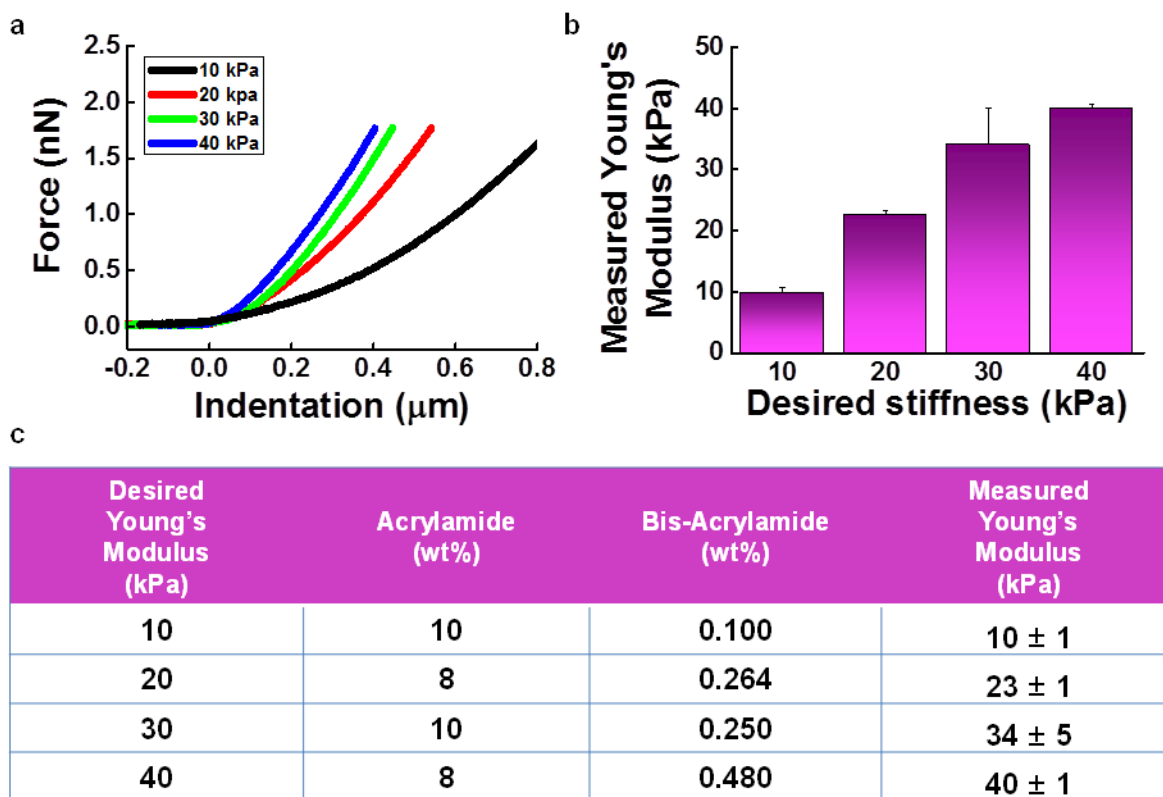 a
Force (nN)
2.5
2.0
1.5
1.0
0.5
0.0
10 kPa
20 kpa
30 kPa
40 kPa
-0.2 0.0 0.2 0.4 0.6 0.8
Indentation (μm)
b
Measured Young's
Modulus (kPa)
50
40
30
20
10
0
10 20 30 40
Desired stiffness (kPa)
c
Desired
Young’s
Modulus
(kPa)
Acrylamide
(wt%)
Bis-Acrylamide
(wt%)
Measured
Young’s
Modulus
(kPa)
10 10 0.100 10 ± 1
20 8 0.264 23 ± 1
30 10 0.250 34 ± 5
40 8 0.480 40 ± 1